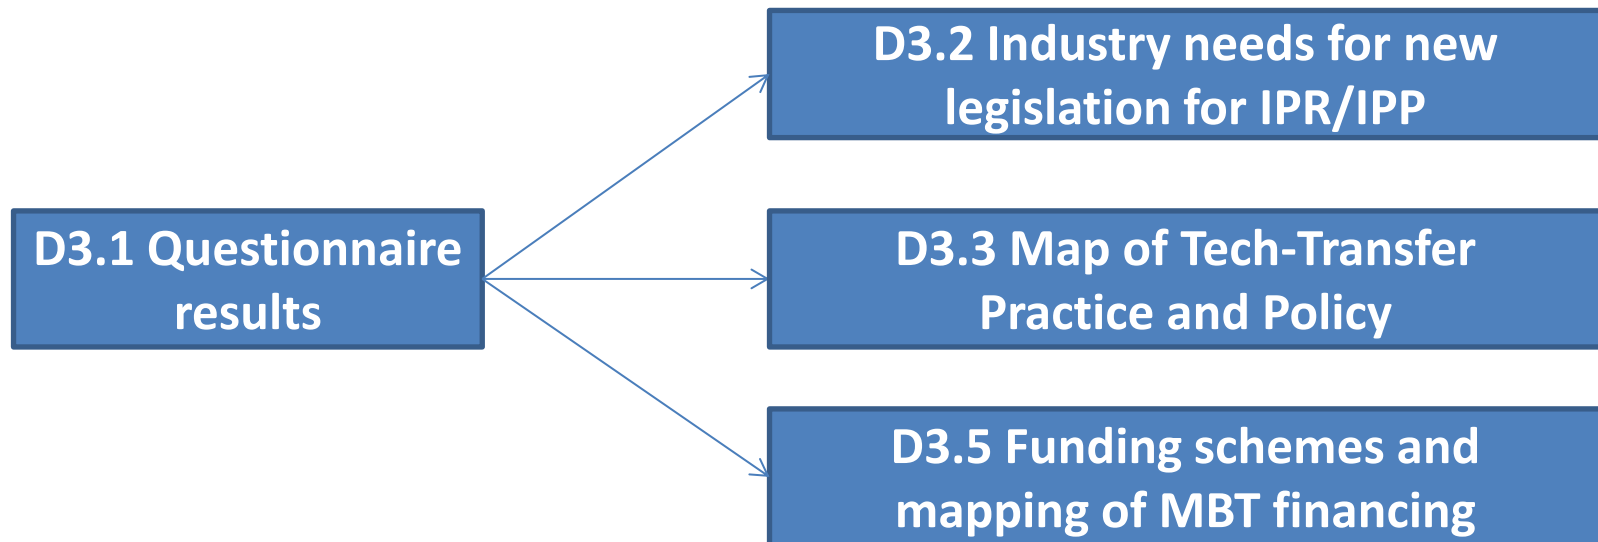 D3.2 Industry needs for new
legislation for IPR/IPP
D3.1 Questionnaire
results
D3.3 Map of Tech-Transfer
Practice and Policy
D3.5 Funding schemes and
mapping of MBT financing